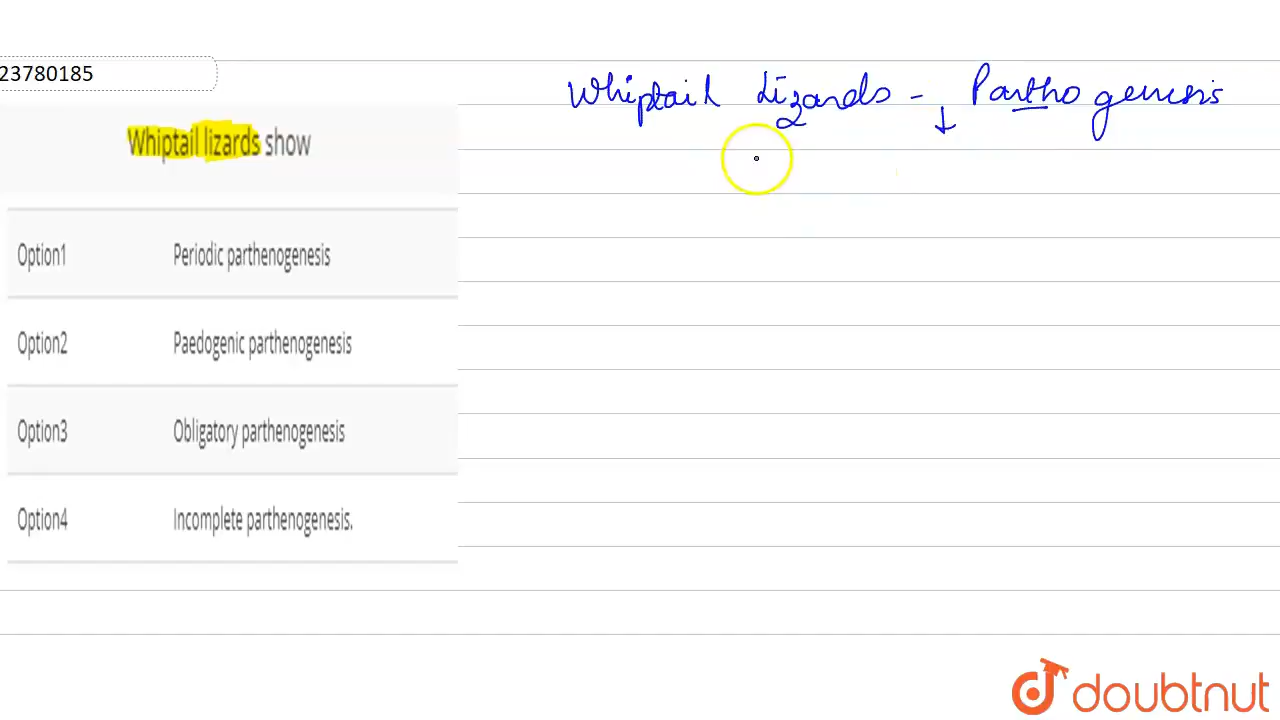 23780185
Whiptail Lizards - Parthogenesis
Whiptail lizards show
Option1 Periodic parthenogenesis
Option2 Paedogenic parthenogenesis
Option3 Obligatory parthenogenesis
Option4 Incomplete parthenogenesis.
doubtnut